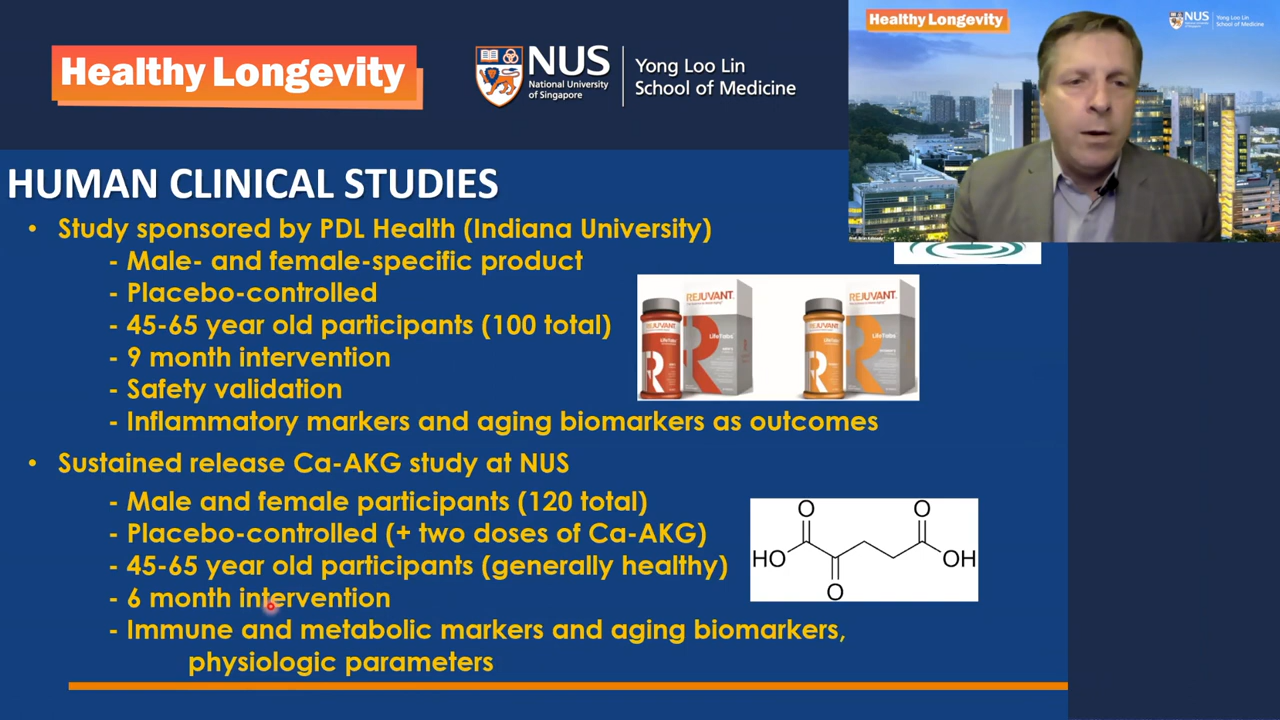 Healthy Longevity
NUS
National University
of Singapore
Yong Loo Lin
School of Medicine
Healthy Longevity
NUS
Yong Loo Lin
School of Medicine
HUMAN CLINICAL STUDIES
• Study sponsored by PDL Health (Indiana University)
- Male- and female-specific product
- Placebo-controlled
- 45-65 year old participants (100 total)
- 9 month intervention
- Safety validation
- Inflammatory markers and aging biomarkers as outcomes
REJUVANT
REJUVANT
LifeTabs
R
REJUVANT
REJUVANT
LifeTabs
R
• Sustained release Ca-AKG study at NUS
- Male and female participants (120 total)
- Placebo-controlled (+ two doses of Ca-AKG)
- 45-65 year old participants (generally healthy)
- 6 month intervention
- Immune and metabolic markers and aging biomarkers,
physiologic parameters
O O
HO OH
O